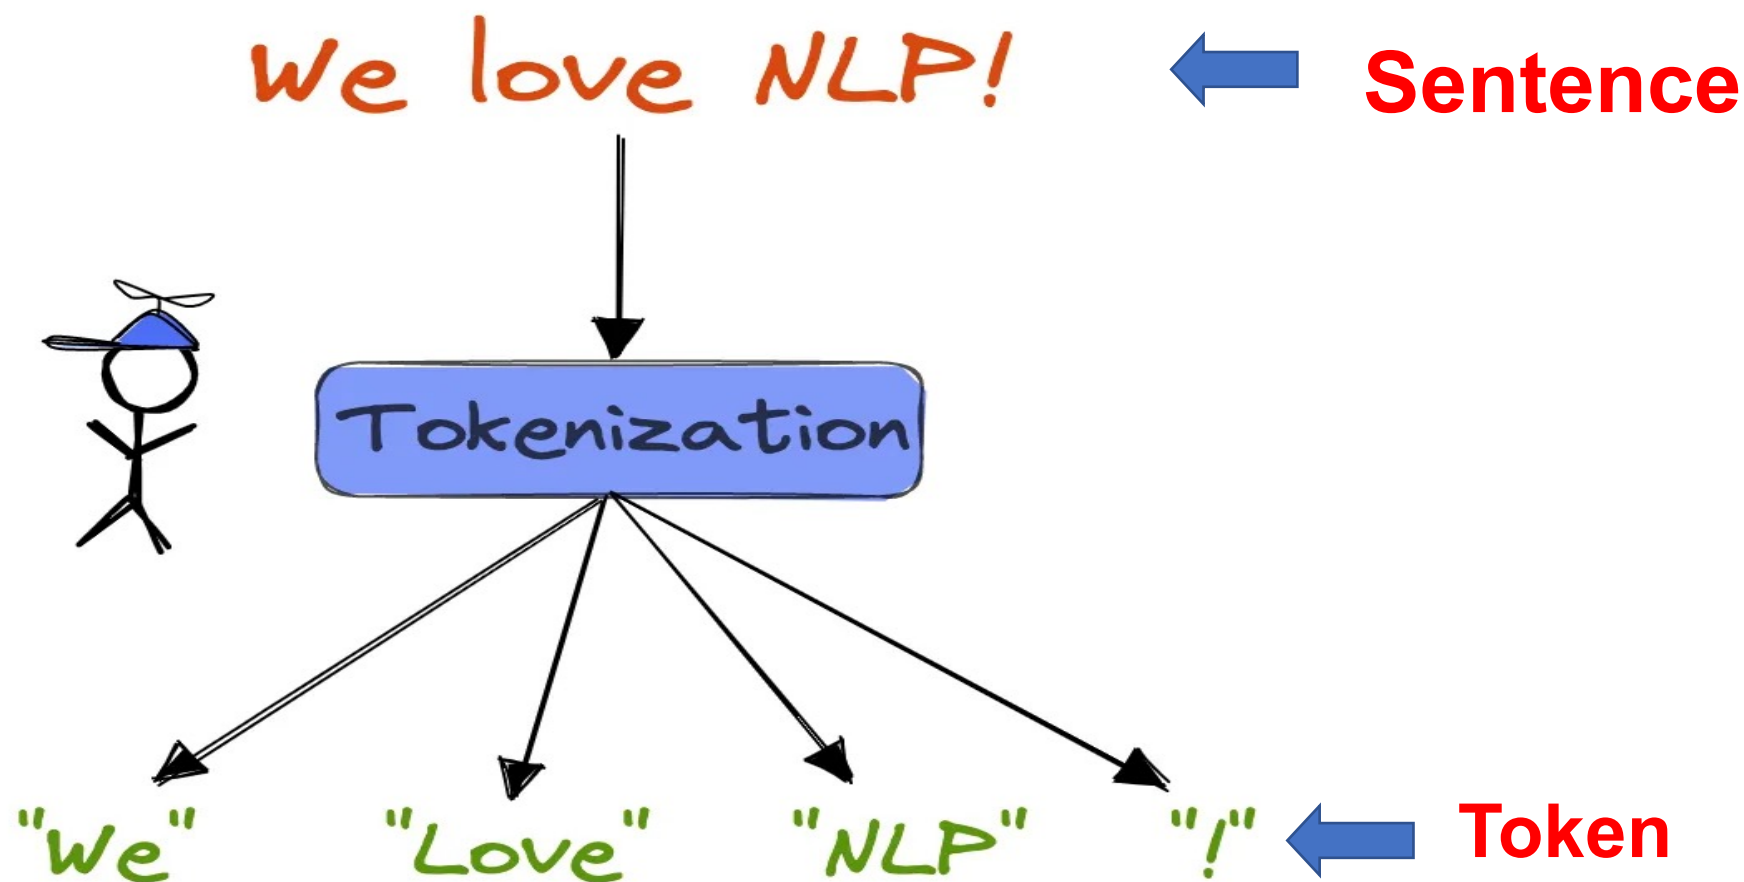 We love NLP!
Sentence
Tokenization
"We" "Love" "NLP" "!"
Token